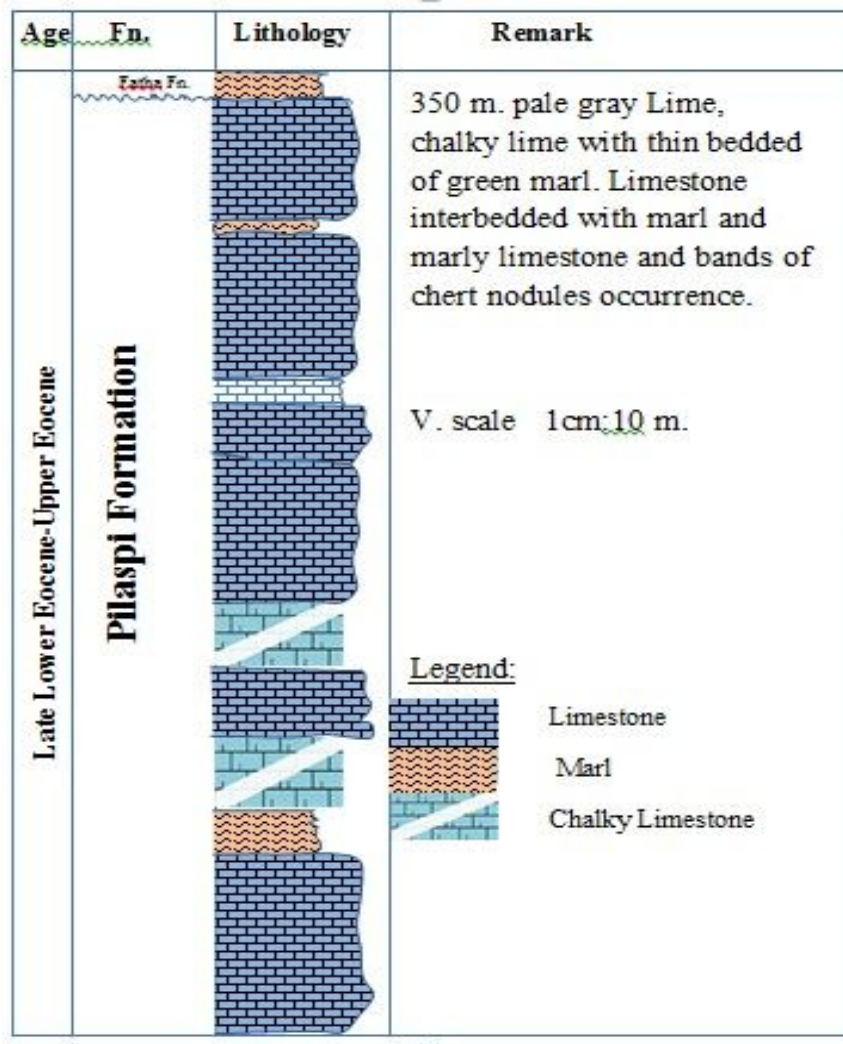 Age Fn. Lithology Remark
Fatha Fn.
350 m. pale gray Lime,
chalky lime with thin bedded
of green marl. Limestone
interbedded with marl and
marly limestone and bands of
chert nodules occurrence.
V. scale 1cm:10 m.
Late Lower Eocene-Upper Eocene
Pilaspi Formation
Legend:
Limestone
Marl
Chalky Limestone